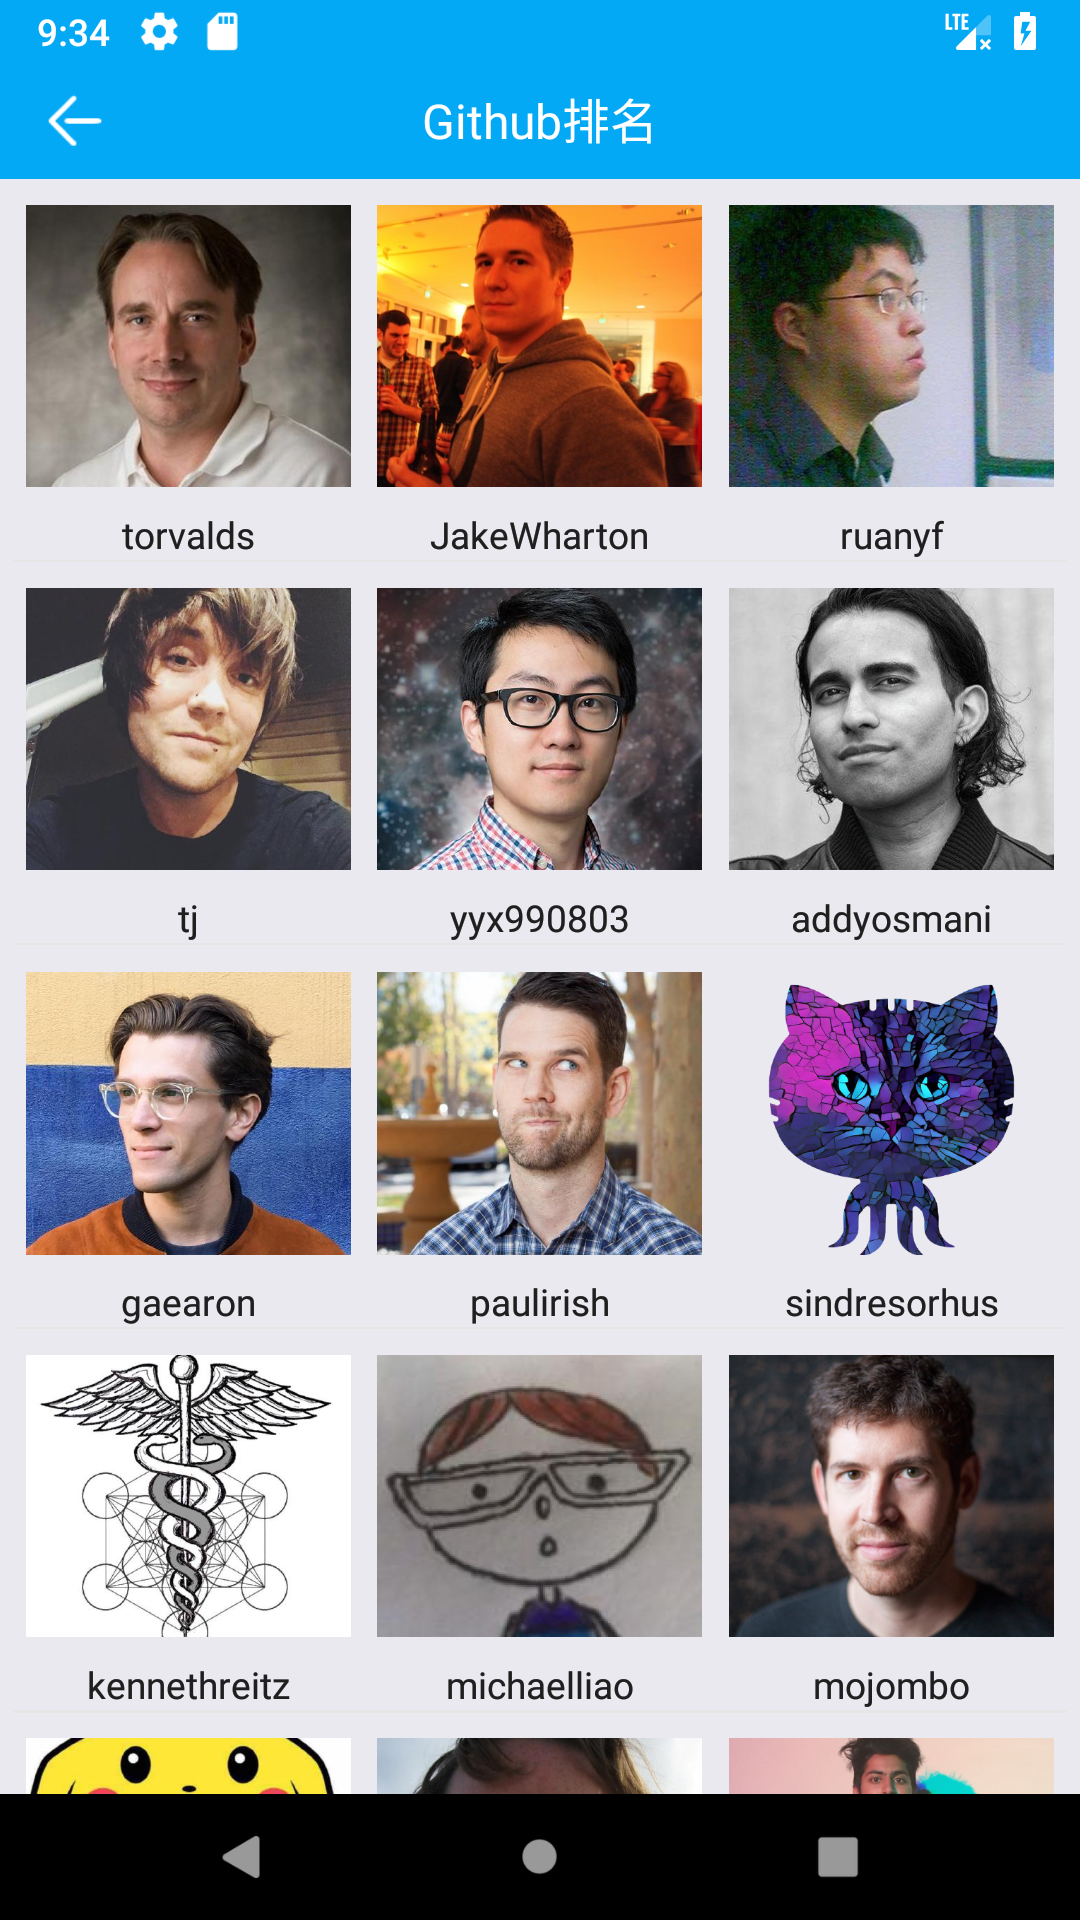 9:34
LTE
Github排名
torvalds
JakeWharton
ruanyf
tj
yyx990803
addyosmani
gaearon
paulirish
sindresorhus
kennethreitz
michaelliao
mojombo